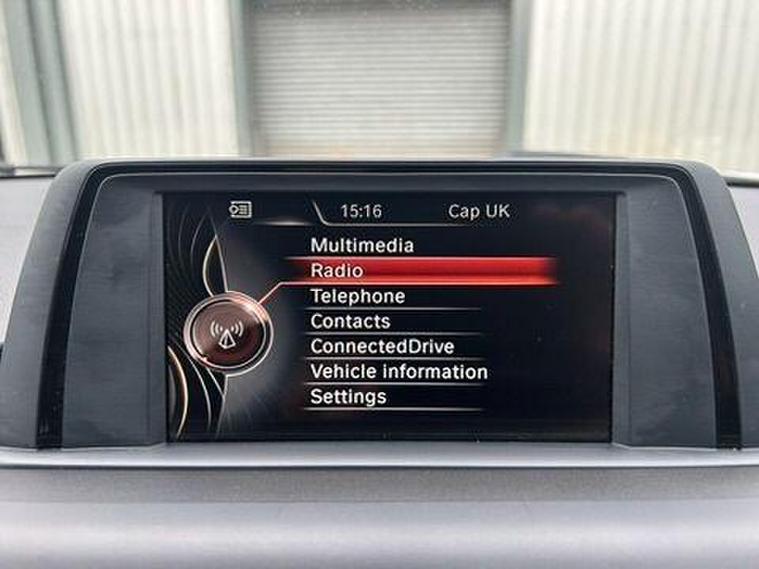 15:16 Cap UK
Multimedia
Radio
Telephone
Contacts
ConnectedDrive
Vehicle information
Settings